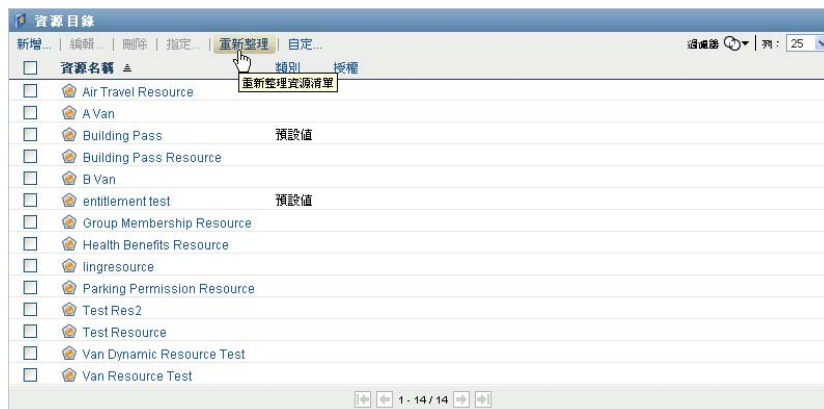 資源目錄
新增... | 編輯... | 刪除 | 指定... | 重新整理 | 自定... 過濾器 | 列: 25
資源名稱 類別 授權
重新整理資源清單
Air Travel Resource
A Van
Building Pass 預設值
Building Pass Resource
B Van
entitlement test 預設值
Group Membership Resource
Health Benefits Resource
lingresource
Parking Permission Resource
Test Res2
Test Resource
Van Dynamic Resource Test
Van Resource Test
1 - 14 / 14